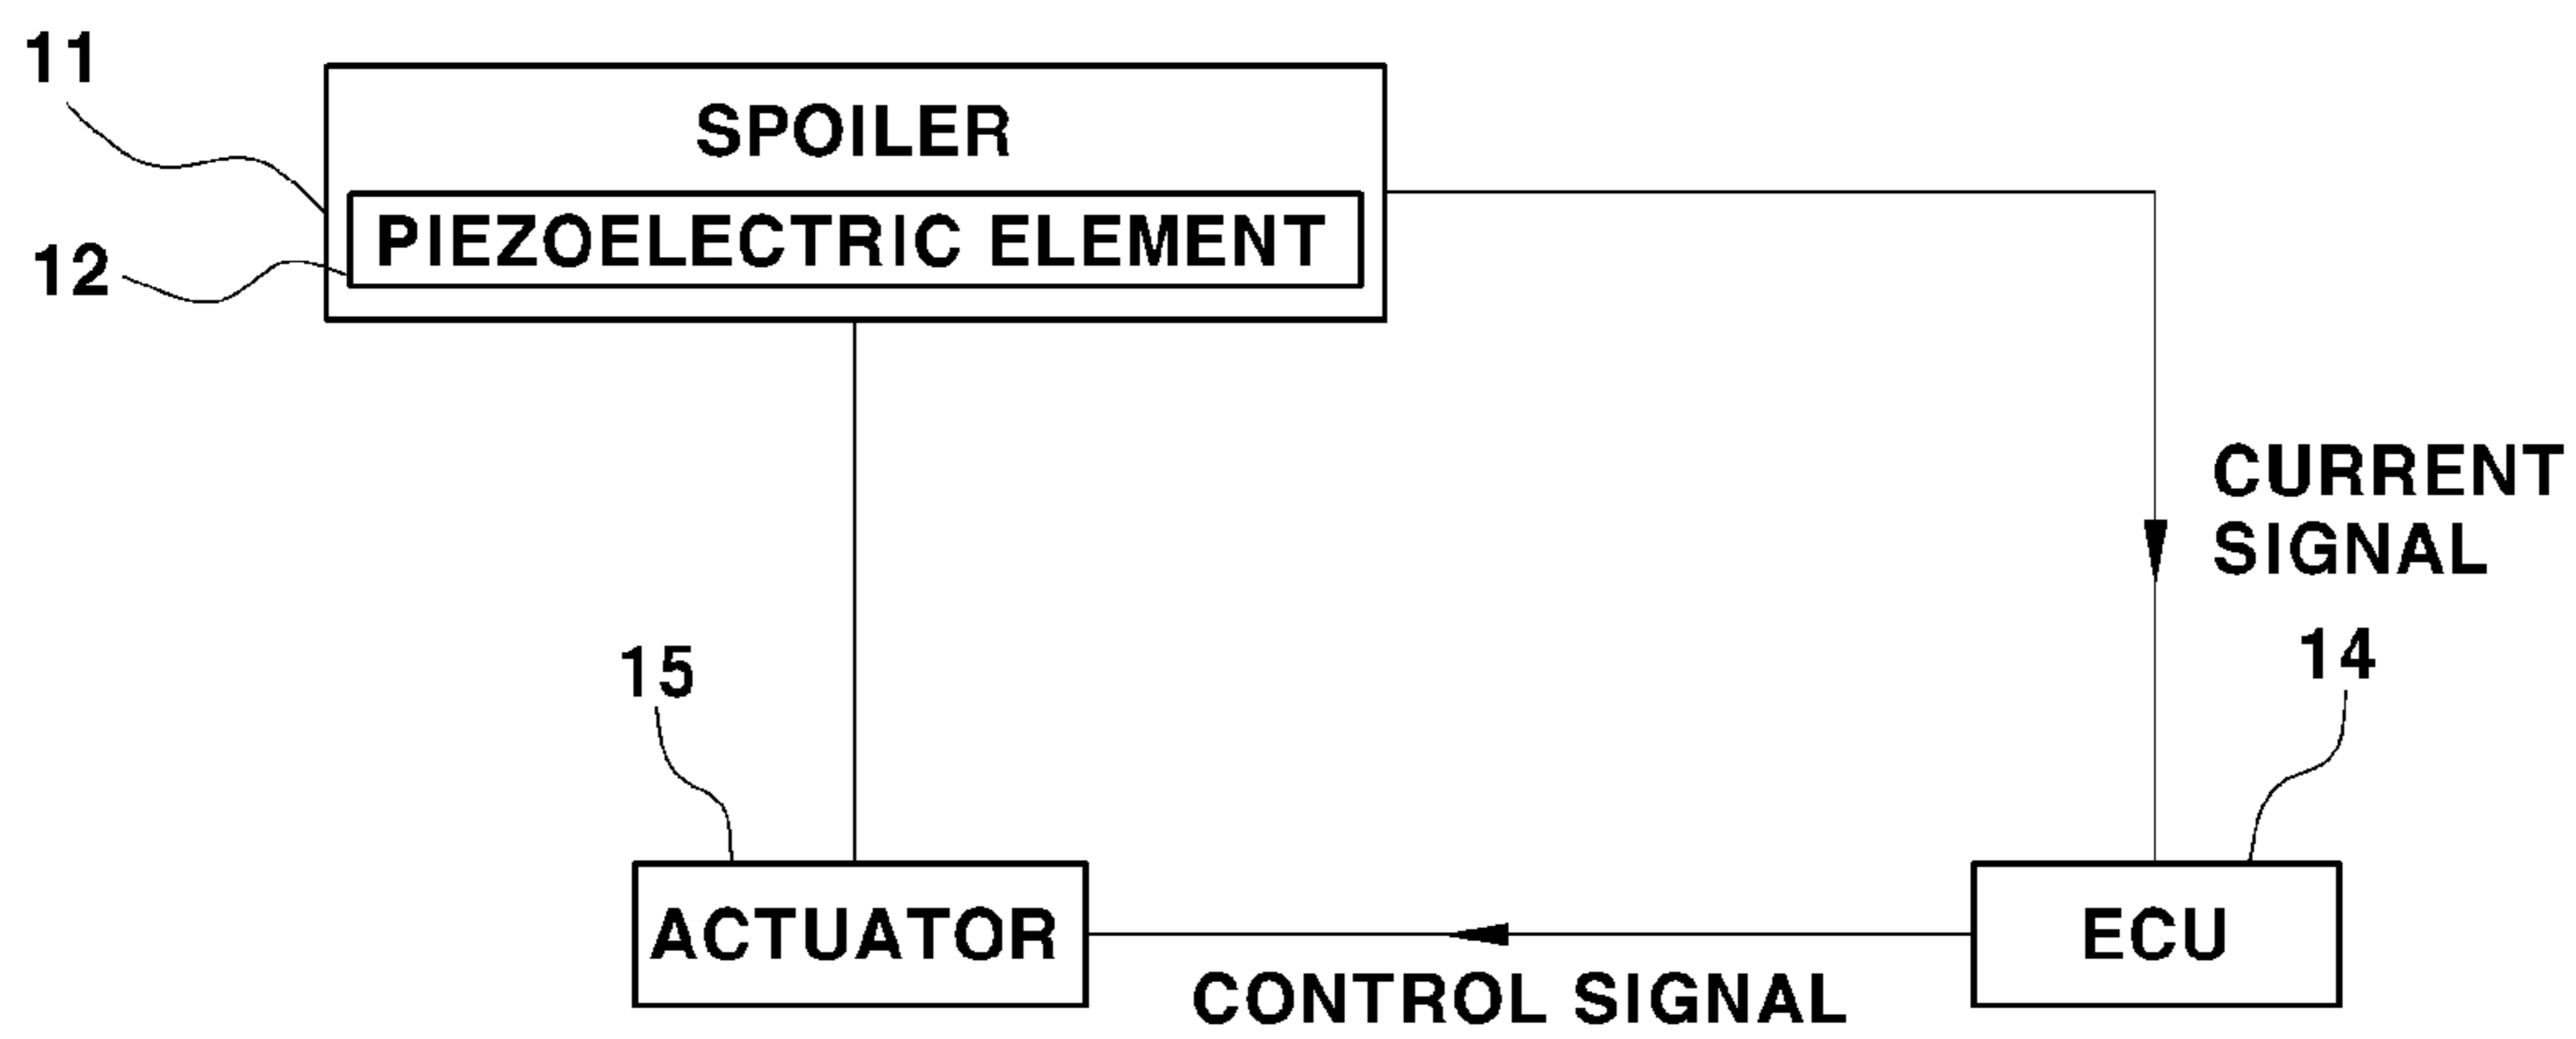 11
SPOILER
PIEZOELECTRIC ELEMENT
12
CURRENT
SIGNAL
15
14
ACTUATOR
ECU
CONTROL SIGNAL